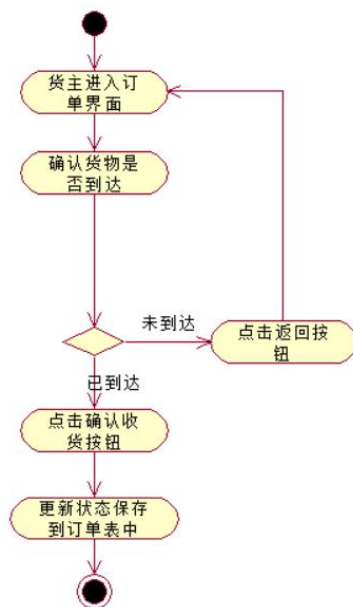 货主进入订
单界面
确认货物是
否到达
未到达
点击返回按
钮
已到达
点击确认收
货按钮
更新状态保存
到订单表中